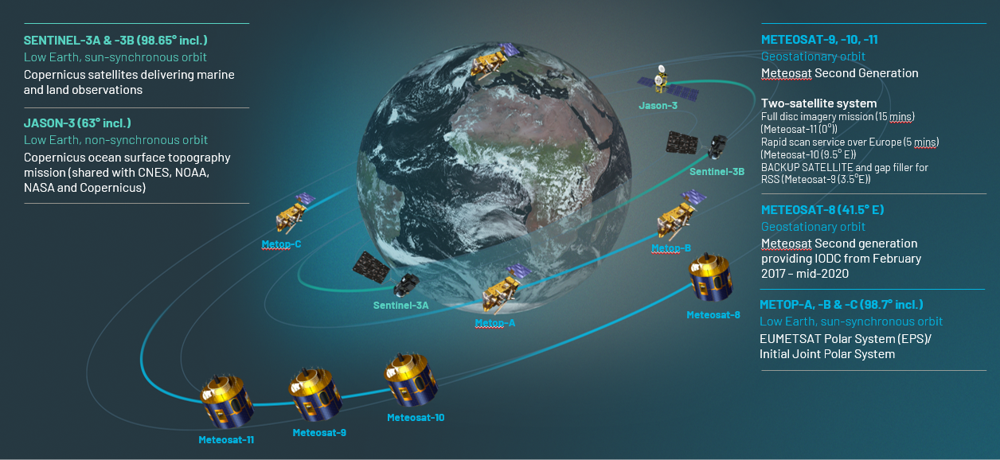 SENTINEL-3A & -3B (98.65° incl.)
Low Earth, sun-synchronous orbit
Copernicus satellites delivering marine
and land observations
JASON-3 (63° incl.)
Low Earth, non-synchronous orbit
Copernicus ocean surface topography
mission (shared with CNES, NOAA,
NASA and Copernicus)
METEOSAT-9, -10, -11
Geostationary orbit
Meteosat Second Generation
Two-satellite system
Full disc imagery mission (15 mins)
(Meteosat-11 (0°))
Rapid scan service over Europe (5 mins)
(Meteosat-10 (9.5° E))
BACKUP SATELLITE and gap filler for
RSS (Meteosat-9 (3.5°E))
METEOSAT-8 (41.5° E)
Geostationary orbit
Meteosat Second generation
providing IODC from February
2017 – mid-2020
METOP-A, -B & -C (98.7° incl.)
Low Earth, sun-synchronous orbit
EUMETSAT Polar System (EPS)/
Initial Joint Polar System
Jason-3
Sentinel-3B
Metop-C
Metop-B
Sentinel-3A
Metop-A
Meteosat-8
Meteosat-10
Meteosat-9
Meteosat-11